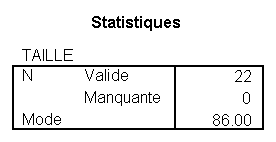 Statistiques
TAILLE
N Valide 22
Manquante 0
Mode 86.00